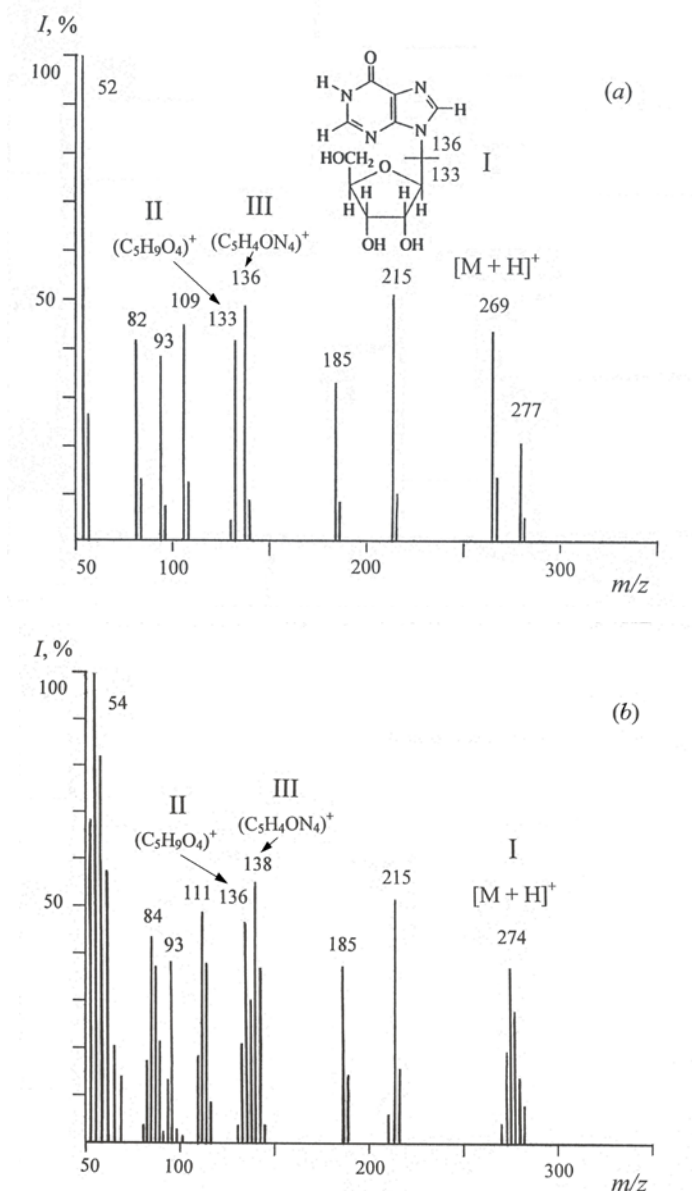 I, %
(a)
100
52
O
H
N
N
H
H
N
N
136
HOCH₂
O
I
133
H
H
H
H
OH
OH
II
III
(C₅H₉O₄)⁺
(C₅H₄ON₄)⁺
[M + H]⁺
136
215
269
50
109
133
82
93
185
277
50
100
200
300
m/z
I, %
100
54
(b)
III
II
(C₅H₄ON₄)⁺
(C₅H₉O₄)⁺
I
138
215
[M + H]⁺
50
111
136
84
93
185
274
50
100
200
300
m/z